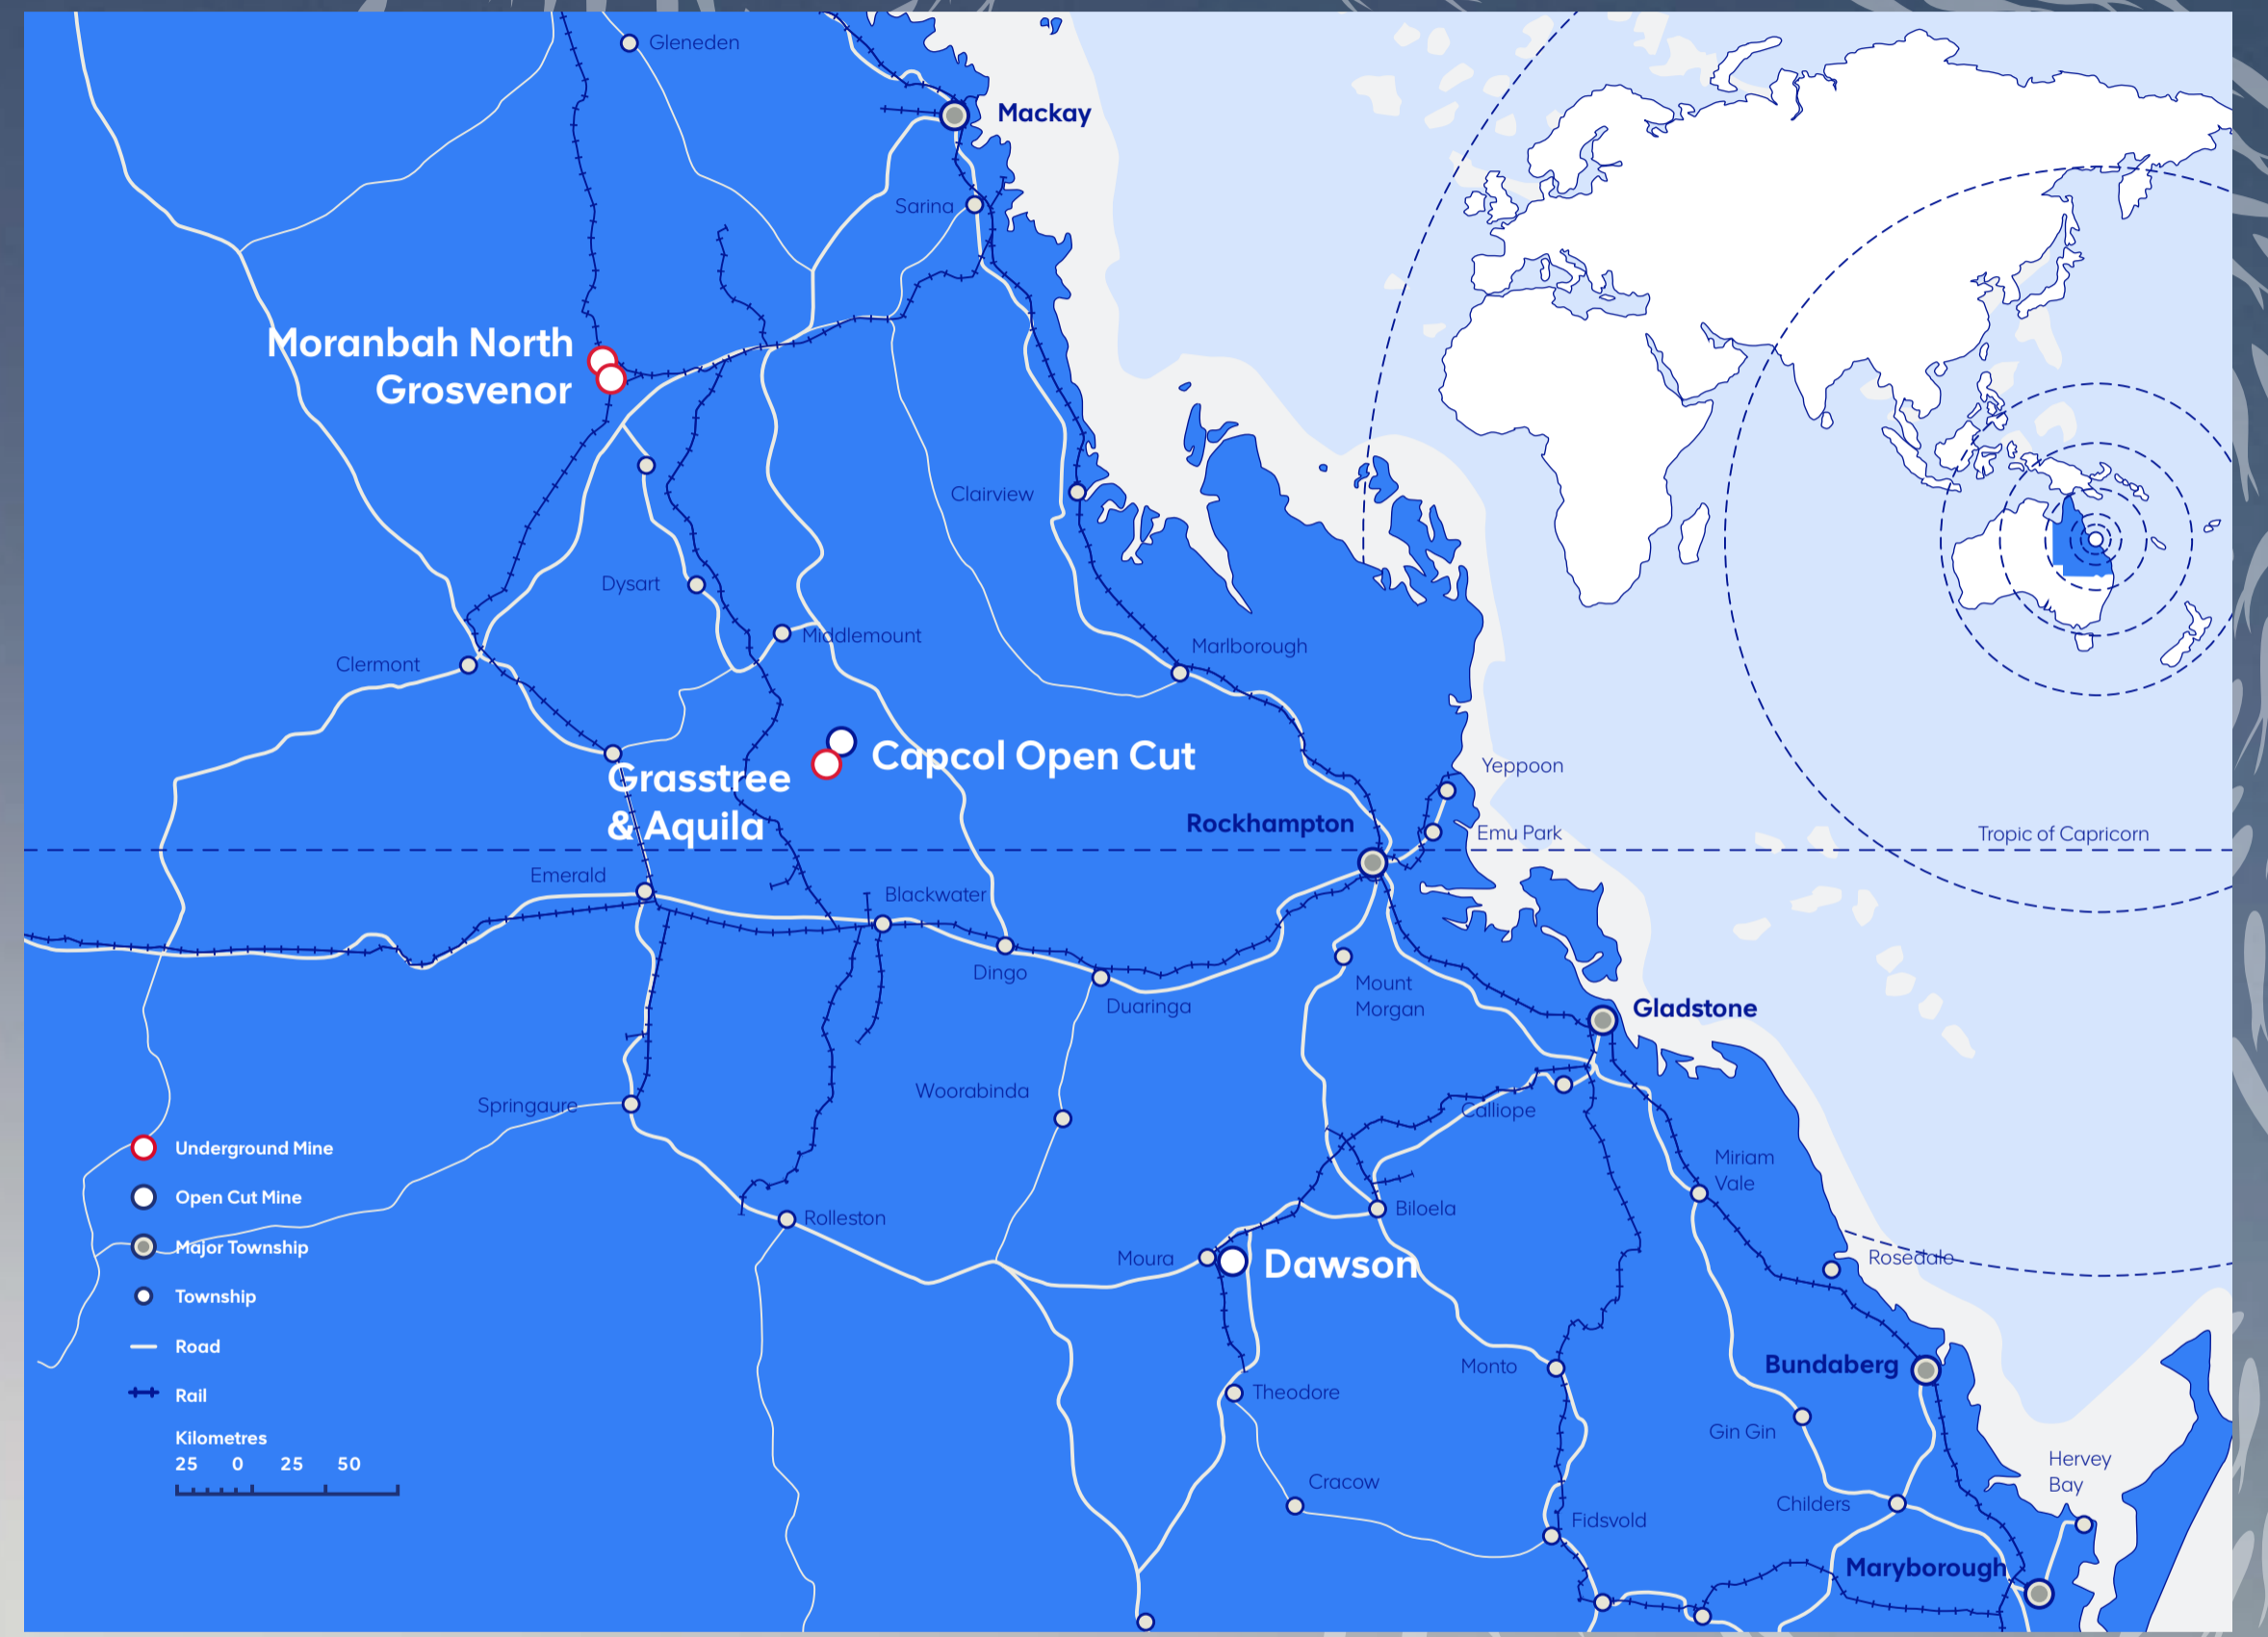 Gleneden
Mackay
Sarina
Moranbah North
Grosvenor
Clairview
Dysart
Middlemount
Clermont
Marlborough
Capcol Open Cut
Grasstree
& Aquila
Yeppoon
Rockhampton
Emu Park
Tropic of Capricorn
Emerald
Blackwater
Dingo
Duaringa
Mount
Morgan
Gladstone
Woorabinda
Springaure
Calliope
Miriam
Vale
Rolleston
Biloela
Moura
Dawson
Rosedale
Monto
Bundaberg
Theodore
Gin Gin
Cracow
Hervey
Bay
Childers
Fidsvold
Maryborough
Underground Mine
Open Cut Mine
Major Township
Township
Road
Rail
Kilometres
25 0 25 50